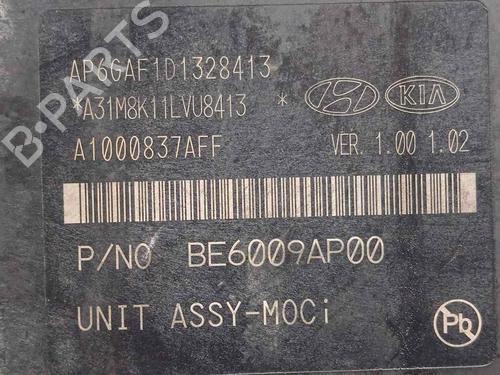 B-PARTS
AP6GAF1D1328413
*A31M8K11LVU8413 *
KIA
A1000837AFF
VER. 1.00 1.02
P/NO BE6009AP00
UNIT ASSY-MOCi
Pb